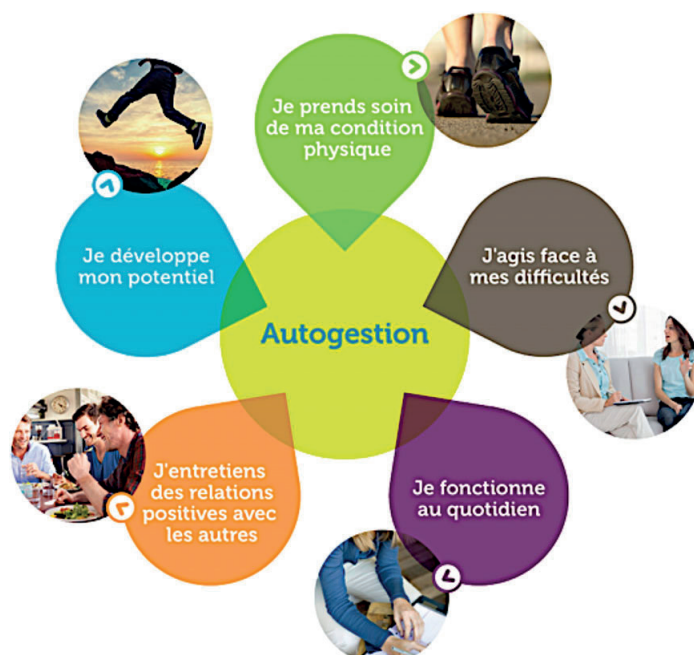 Je prends soin
de ma condition
physique
J'agis face à
mes difficultés
Je fonctionne
au quotidien
J'entretiens
des relations
positives avec
les autres
Je développe
mon potentiel
Autogestion